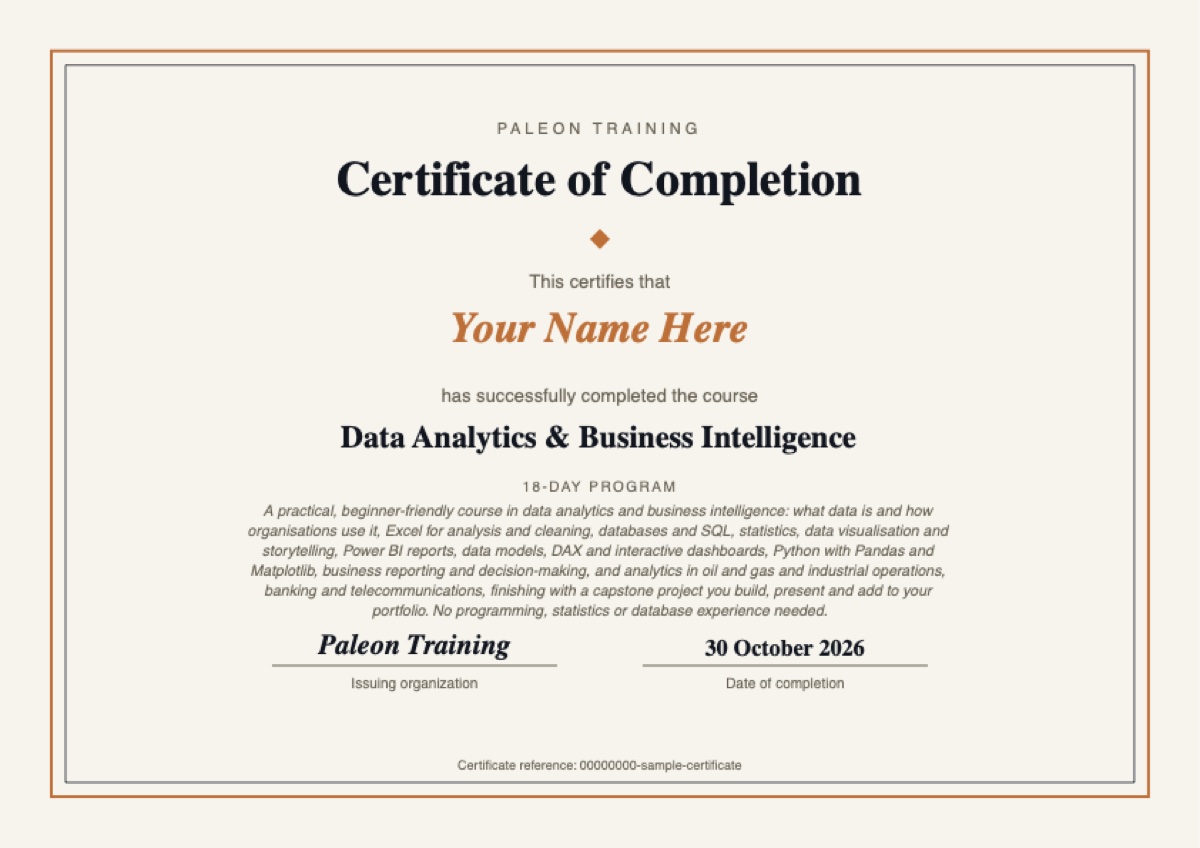 PALEON TRAINING
Certificate of Completion
This certifies that
Your Name Here
has successfully completed the course
Data Analytics & Business Intelligence
18-DAY PROGRAM
A practical, beginner-friendly course in data analytics and business intelligence: what data is and how
organisations use it, Excel for analysis and cleaning, databases and SQL, statistics, data visualisation and
storytelling, Power BI reports, data models, DAX and interactive dashboards, Python with Pandas and
Matplotlib, business reporting and decision-making, and analytics in oil and gas and industrial operations,
banking and telecommunications, finishing with a capstone project you build, present and add to your
portfolio. No programming, statistics or database experience needed.
Paleon Training
30 October 2026
Issuing organization
Date of completion
Certificate reference: 00000000-sample-certificate